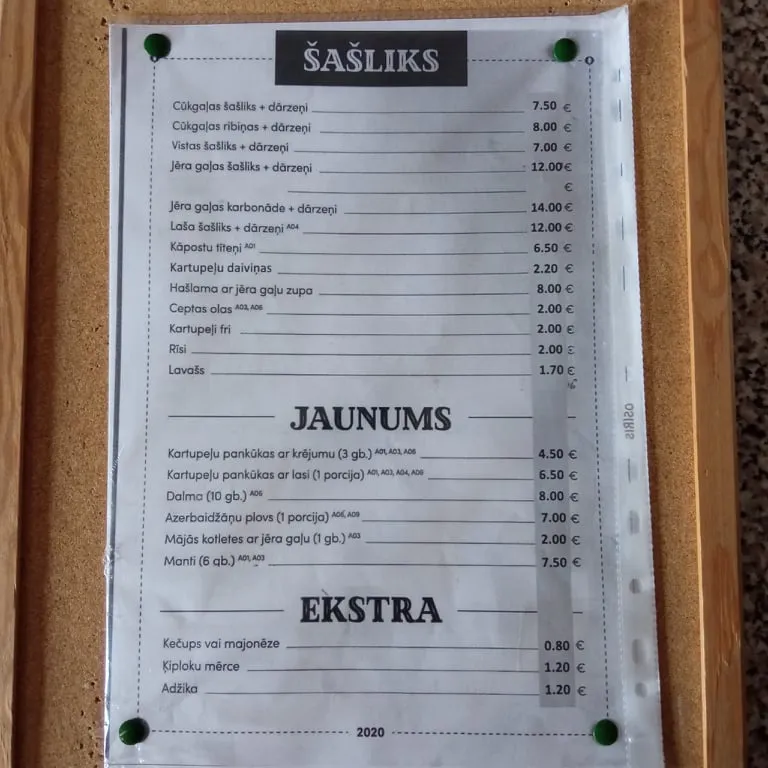 ŠAŠLIKS
Cūkgaļas šašliks + dārzeņi 7.50 €
Cūkgaļas ribiņas + dārzeņi 8.00 €
Vistas šašliks + dārzeņi 7.00 €
Jēra gaļas šašliks + dārzeņi 12.00 €
€
Jēra gaļas karbonāde + dārzeņi 14.00 €
Laša šašliks + dārzeņi A04 12.00 €
Kāpostu tīteņi A01 6.50 €
Kartupeļu daiviņas 2.20 €
Hašlama ar jēra gaļu zupa 8.00 €
Ceptas olas A03, A06 2.00 €
Kartupeļi fri 2.00 €
Rīsi 2.00 €
Lavašs 1.70 €
JAUNUMS
Kartupeļu pankūkas ar krējumu (3 gb.) A01, A03, A06 4.50 €
Kartupeļu pankūkas ar lasi (1 porcija) A01, A03, A04, A06 6.50 €
Dalma (10 gb.) A06 8.00 €
Azerbaidžāņu plovs (1 porcija) A06, A09 7.00 €
Mājās kotletes ar jēra gaļu (1 gb.) A03 2.00 €
Manti (6 gb.) A01, A03 7.50 €
EKSTRA
Kečups vai majonēze 0.80 €
Ķiploku mērce 1.20 €
Adžika 1.20 €
2020
OSIRIS